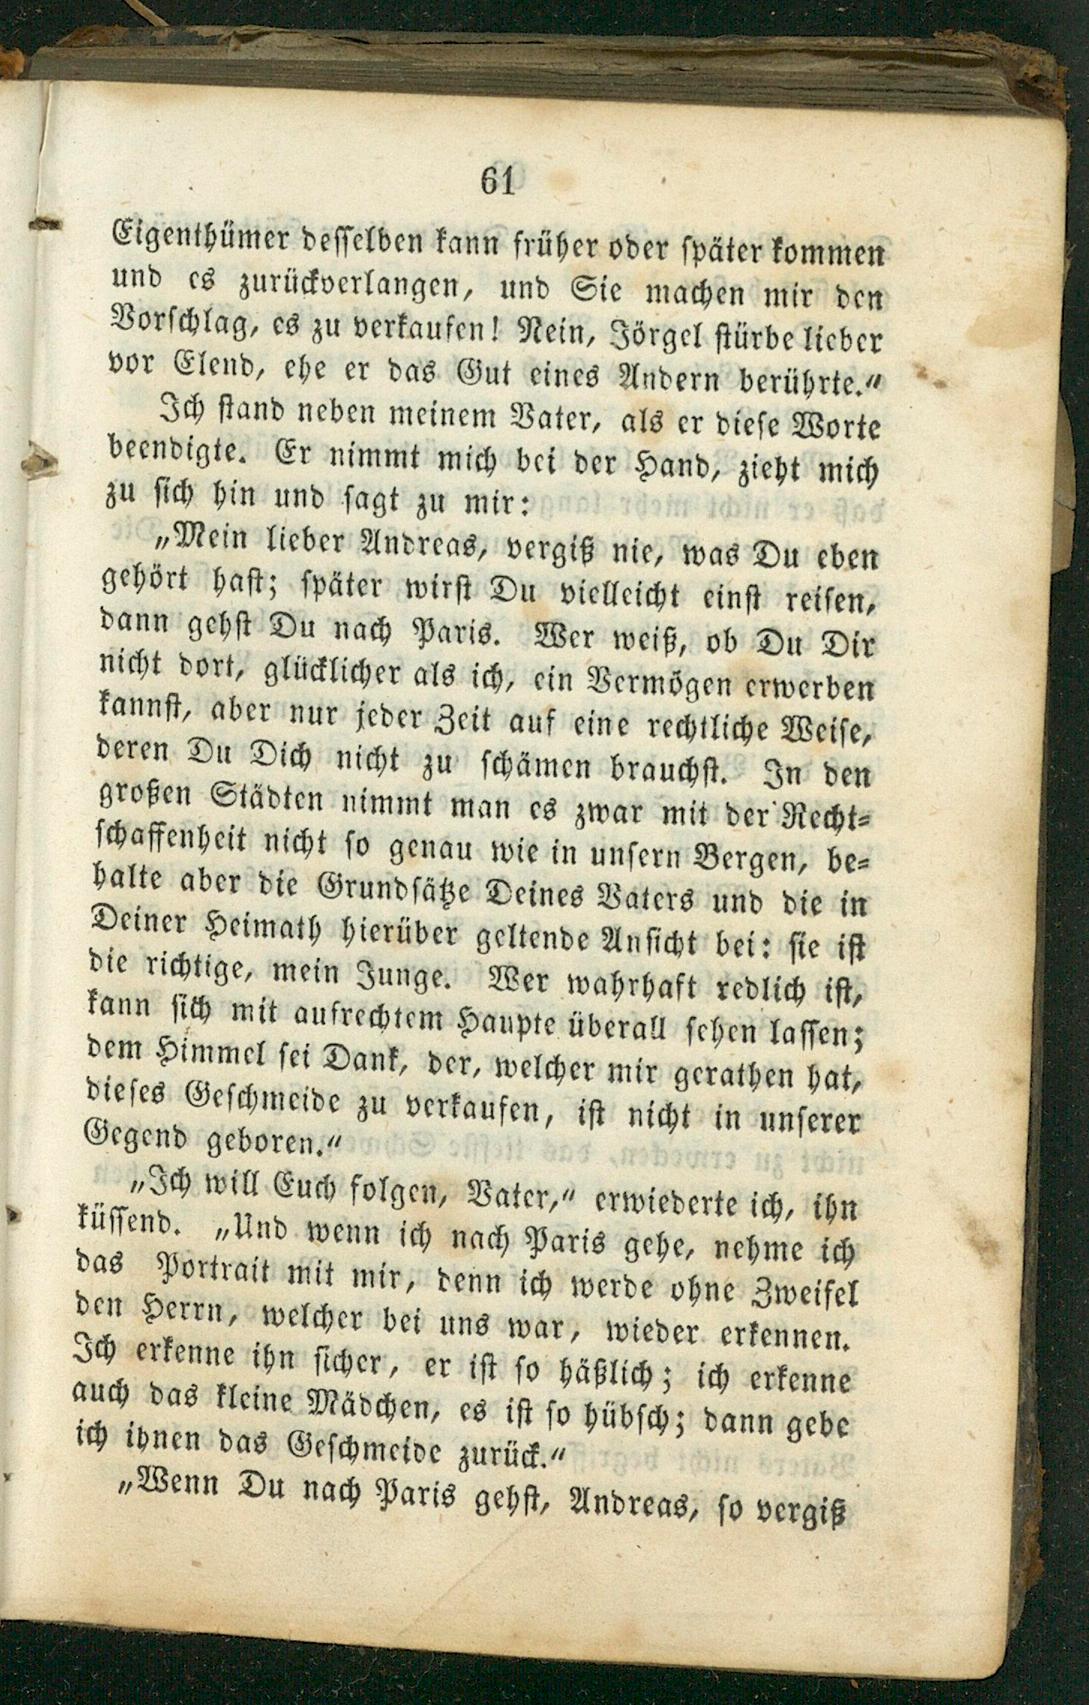 61
Eigenthümer desselben kann früher oder später kommen
und es zurückverlangen, und Sie machen mir den
Vorschlag, es zu verkaufen! Nein, Jörgel stürbe lieber
vor Elend, ehe er das Gut eines Andern berührte.“
Ich stand neben meinem Vater, als er diese Worte
beendigte. Er nimmt mich bei der Hand, zieht mich
zu sich hin und sagt zu mir:
„Mein lieber Andreas, vergiß nie, was Du eben
gehört hast; später wirst Du vielleicht einst reisen,
dann gehst Du nach Paris. Wer weiß, ob Du Dir
nicht dort, glücklicher als ich, ein Vermögen erwerben
kannst, aber nur jeder Zeit auf eine rechtliche Weise,
deren Du Dich nicht zu schämen brauchst. In den
großen Städten nimmt man es zwar mit der Recht-
schaffenheit nicht so genau wie in unsern Bergen, be-
halte aber die Grundsätze Deines Vaters und die in
Deiner Heimath hierüber geltende Ansicht bei: sie ist
die richtige, mein Junge. Wer wahrhaft redlich ist,
kann sich mit aufrechtem Haupte überall sehen lassen;
dem Himmel sei Dank, der, welcher mir gerathen hat,
dieses Geschmeide zu verkaufen, ist nicht in unserer
Gegend geboren.“
„Ich will Euch folgen, Vater,“ erwiederte ich, ihn
küssend. „Und wenn ich nach Paris gehe, nehme ich
das Portrait mit mir, denn ich werde ohne Zweifel
den Herrn, welcher bei uns war, wieder erkennen.
Ich erkenne ihn sicher, er ist so häßlich; ich erkenne
auch das kleine Mädchen, es ist so hübsch; dann gebe
ich ihnen das Geschmeide zurück.“
„Wenn Du nach Paris gehst, Andreas, so vergiß